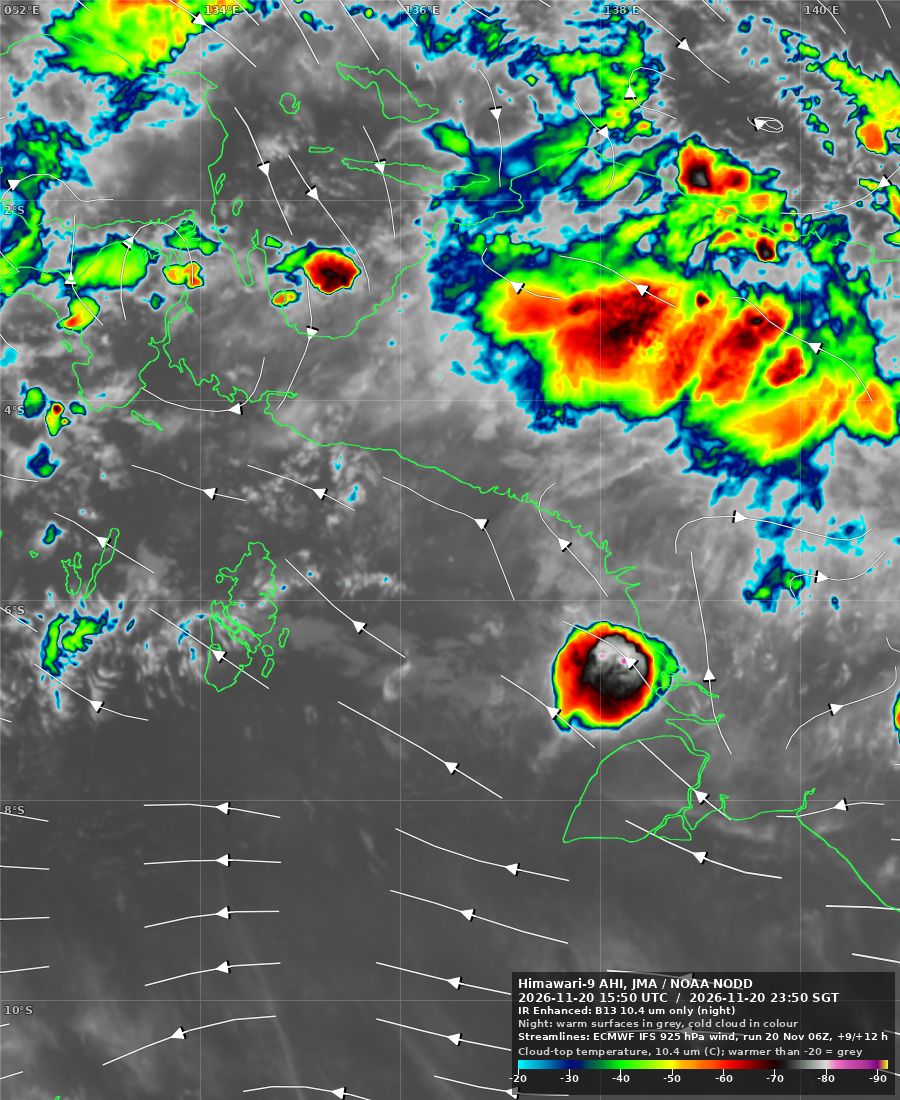 092°E 134°E 136°E 138°E 140°E
2°S
4°S
6°S
8°S
10°S
Himawari-9 AHI, JMA / NOAA NODD
2026-11-20 15:50 UTC / 2026-11-20 23:50 SGT
IR Enhanced: B13 10.4 um only (night)
Night: warm surfaces in grey, cold cloud in colour
Streamlines: ECMWF IFS 925 hPa wind, run 20 Nov 06Z, +9/+12 h
Cloud-top temperature, 10.4 um (C); warmer than -20 = grey
-20 -30 -40 -50 -60 -70 -80 -90